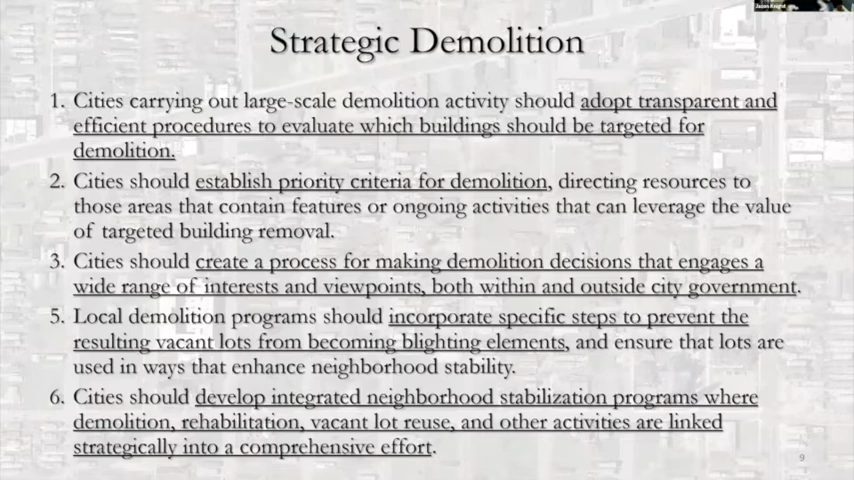 Jason Knight
Strategic Demolition
1. Cities carrying out large-scale demolition activity should adopt transparent and
efficient procedures to evaluate which buildings should be targeted for
demolition.
2. Cities should establish priority criteria for demolition, directing resources to
those areas that contain features or ongoing activities that can leverage the value
of targeted building removal.
3. Cities should create a process for making demolition decisions that engages a
wide range of interests and viewpoints, both within and outside city government.
5. Local demolition programs should incorporate specific steps to prevent the
resulting vacant lots from becoming blighting elements, and ensure that lots are
used in ways that enhance neighborhood stability.
6. Cities should develop integrated neighborhood stabilization programs where
demolition, rehabilitation, vacant lot reuse, and other activities are linked
strategically into a comprehensive effort.
9